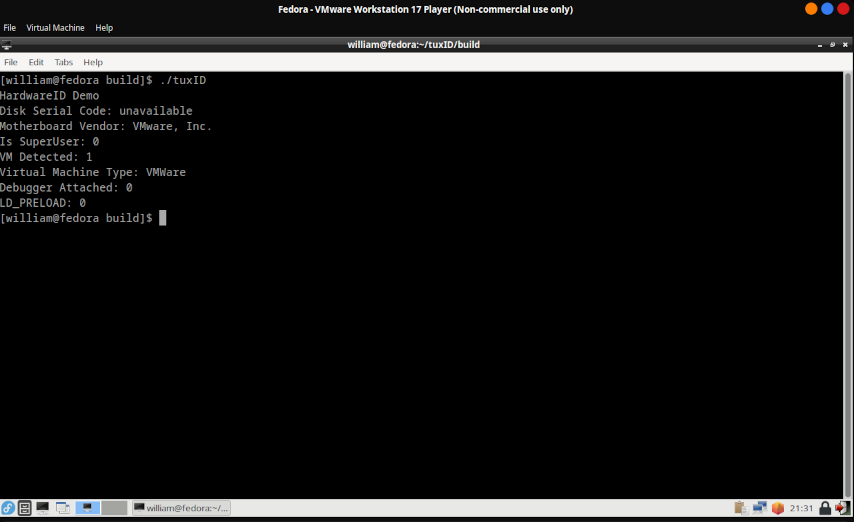 Fedora - VMware Workstation 17 Player (Non-commercial use only)
File Virtual Machine Help
william@fedora:~/tuxID/build
File Edit Tabs Help
[william@fedora build]$ ./tuxID
HardwareID Demo
Disk Serial Code: unavailable
Motherboard Vendor: VMware, Inc.
Is SuperUser: 0
VM Detected: 1
Virtual Machine Type: VMWare
Debugger Attached: 0
LD_PRELOAD: 0
[william@fedora build]$
william@fedora:~/... 21:31